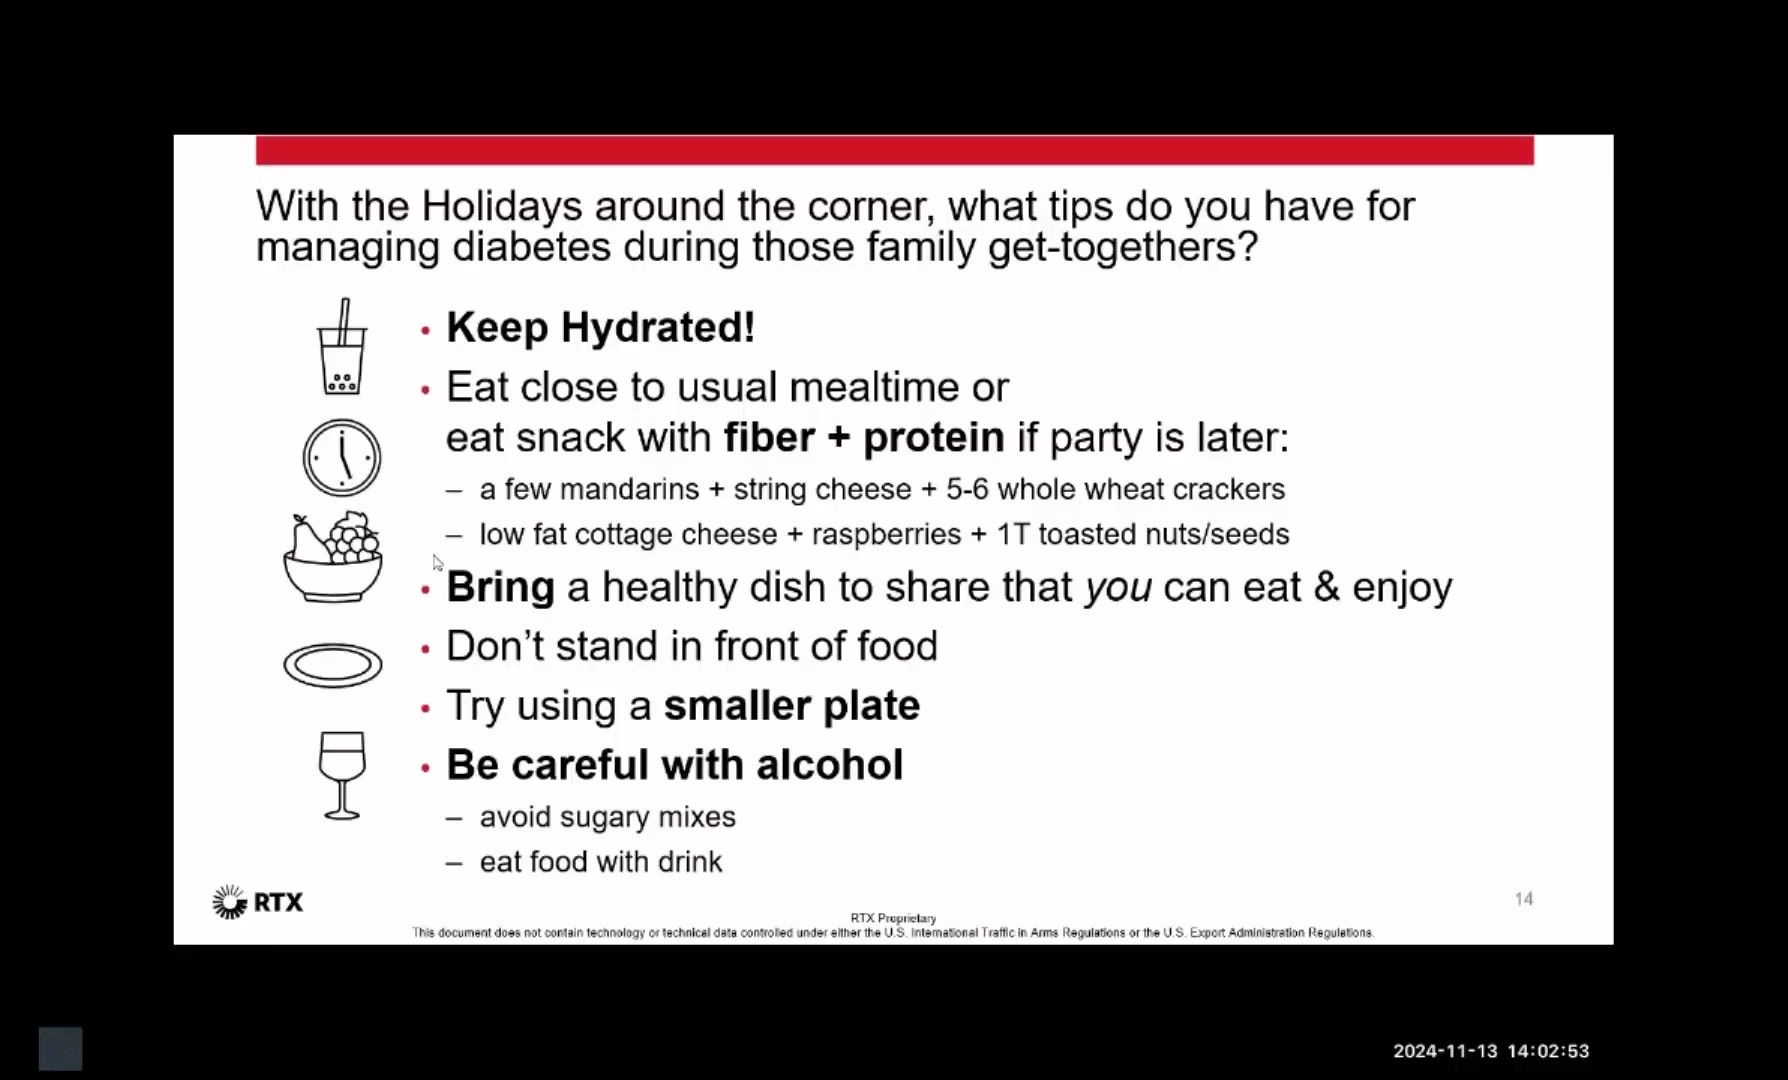 With the Holidays around the corner, what tips do you have for
managing diabetes during those family get-togethers?
• Keep Hydrated!
• Eat close to usual mealtime or
eat snack with fiber + protein if party is later:
– a few mandarins + string cheese + 5-6 whole wheat crackers
– low fat cottage cheese + raspberries + 1T toasted nuts/seeds
• Bring a healthy dish to share that you can eat & enjoy
• Don’t stand in front of food
• Try using a smaller plate
• Be careful with alcohol
– avoid sugary mixes
– eat food with drink
RTX
14
RTX Proprietary
This document does not contain technology or technical data controlled under either the U.S. International Traffic in Arms Regulations or the U.S. Export Administration Regulations.
2024-11-13 14:02:53